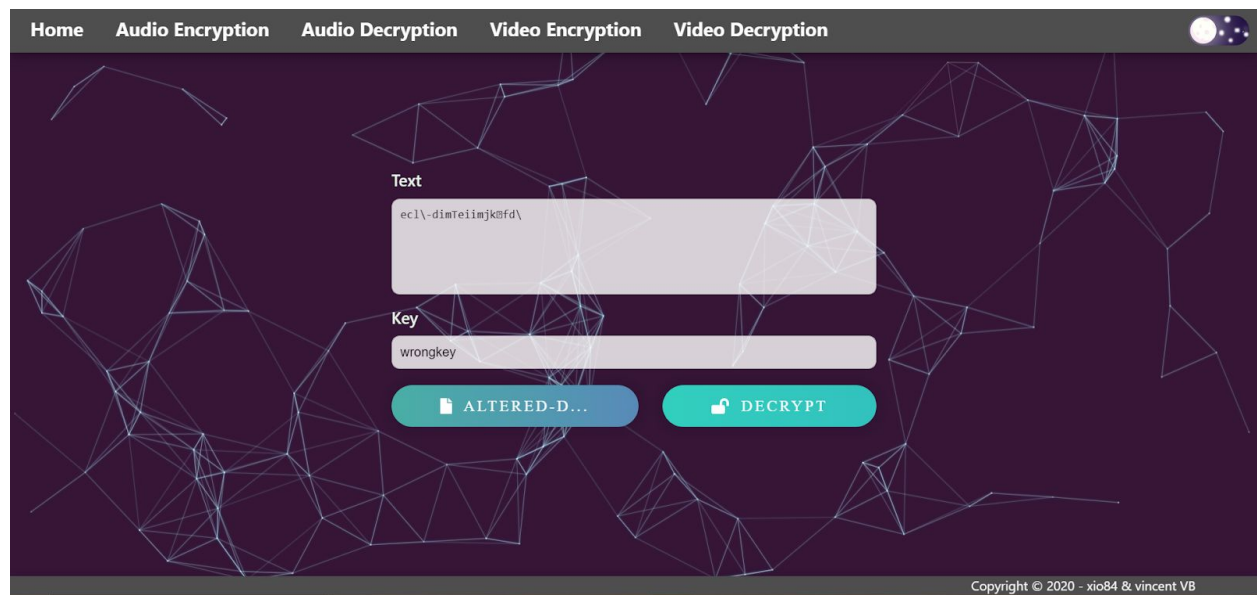 Home Audio Encryption Audio Decryption Video Encryption Video Decryption
Text
ecl\-dimTeiimjk⍰fd\
Key
wrongkey
ALTERED-D... DECRYPT
Copyright © 2020 - xio84 & vincent VB